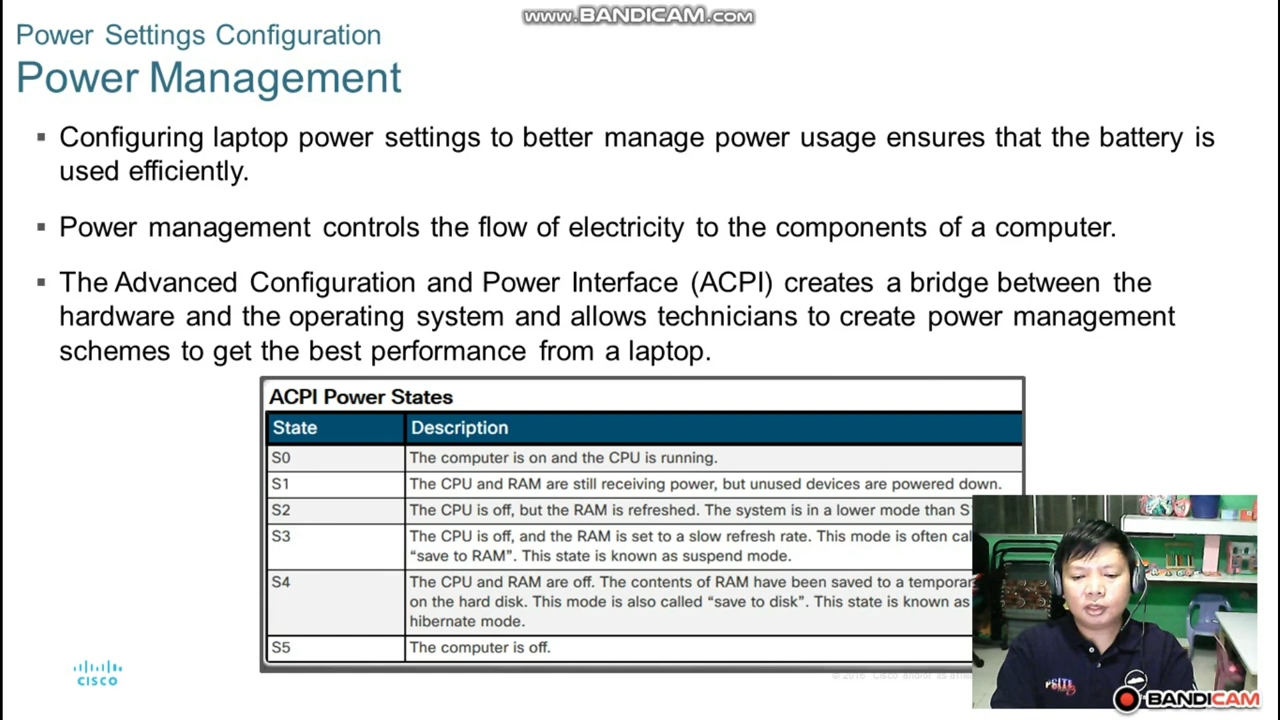 www.BANDICAM.com
Power Settings Configuration
Power Management
▪ Configuring laptop power settings to better manage power usage ensures that the battery is
used efficiently.
▪ Power management controls the flow of electricity to the components of a computer.
▪ The Advanced Configuration and Power Interface (ACPI) creates a bridge between the
hardware and the operating system and allows technicians to create power management
schemes to get the best performance from a laptop.
ACPI Power States
State Description
S0 The computer is on and the CPU is running.
S1 The CPU and RAM are still receiving power, but unused devices are powered down.
S2 The CPU is off, but the RAM is refreshed. The system is in a lower mode than S
S3 The CPU is off, and the RAM is set to a slow refresh rate. This mode is often cal
“save to RAM”. This state is known as suspend mode.
S4 The CPU and RAM are off. The contents of RAM have been saved to a temporar
on the hard disk. This mode is also called “save to disk”. This state is known as
hibernate mode.
S5 The computer is off.
CISCO
© 2016 Cisco and/or its
BANDICAM